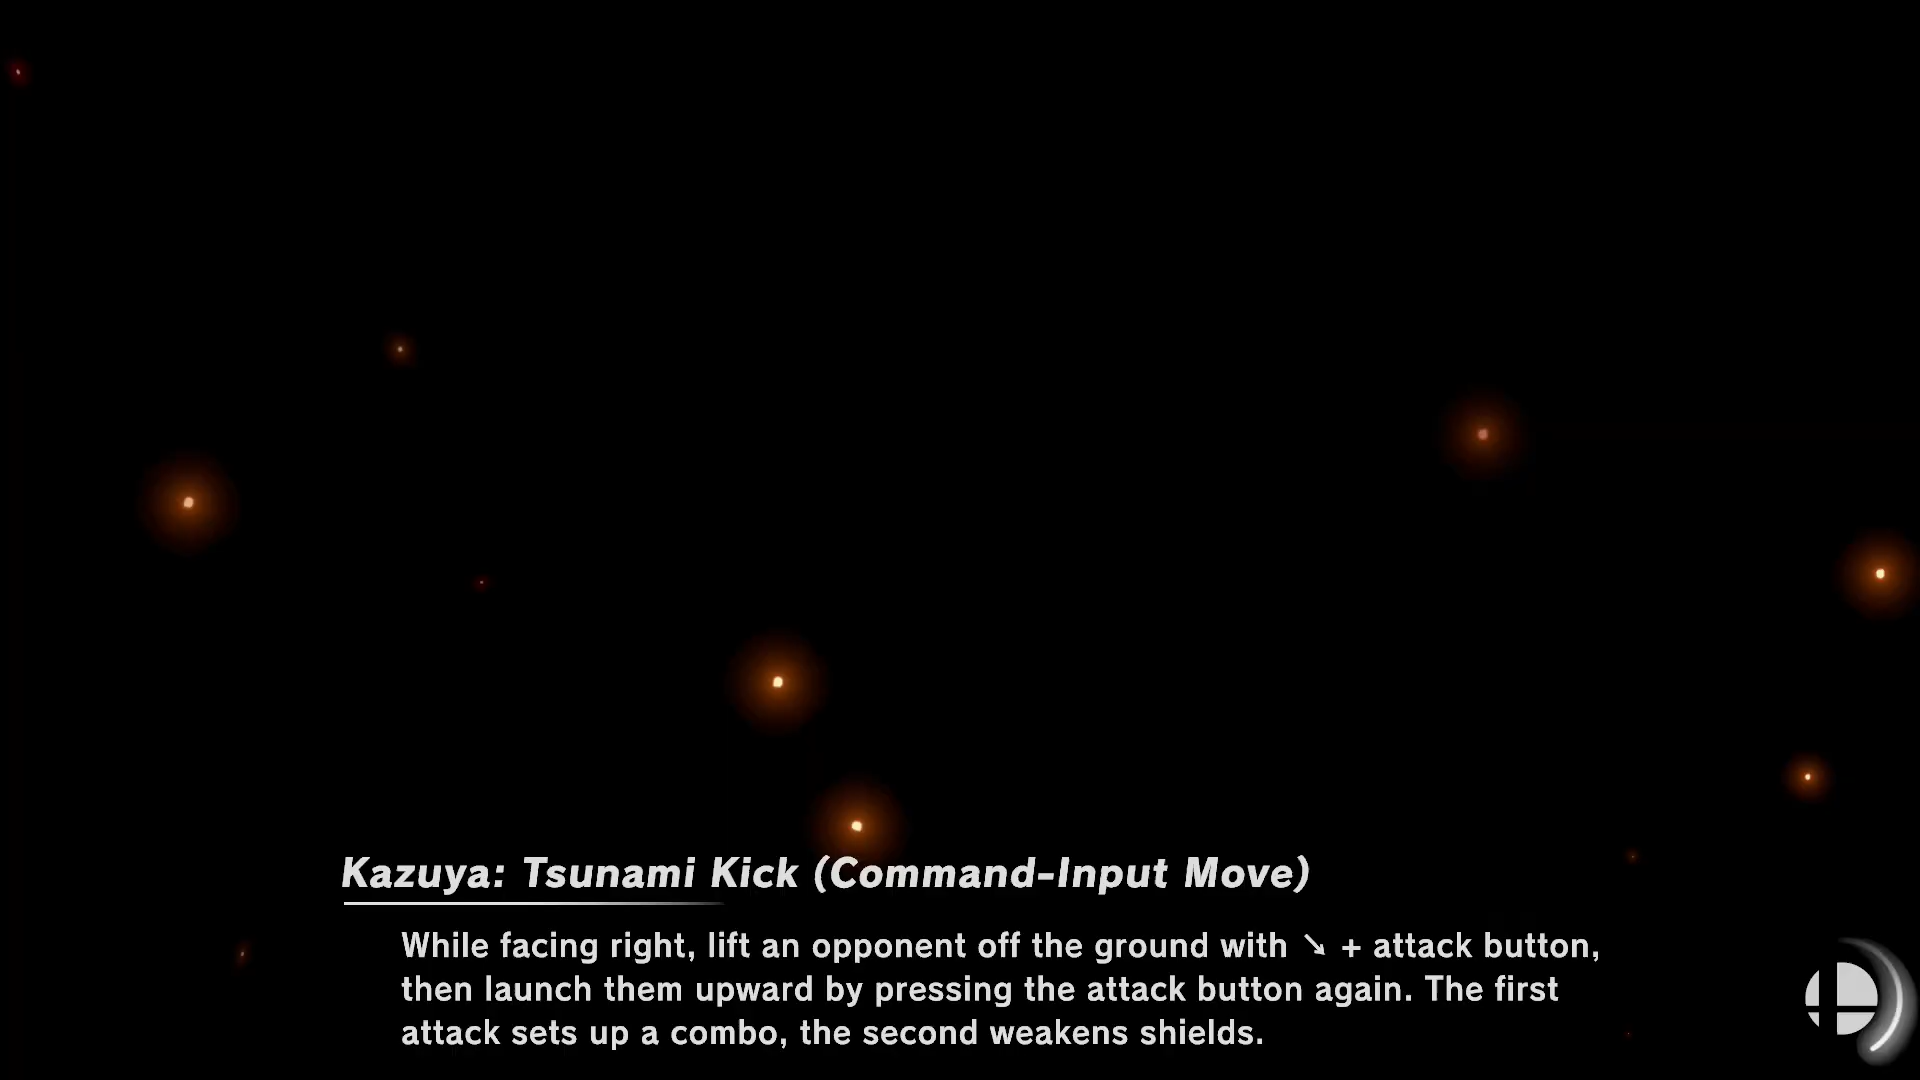 Kazuya: Tsunami Kick (Command-Input Move)
While facing right, lift an opponent off the ground with ↘ + attack button,
then launch them upward by pressing the attack button again. The first
attack sets up a combo, the second weakens shields.